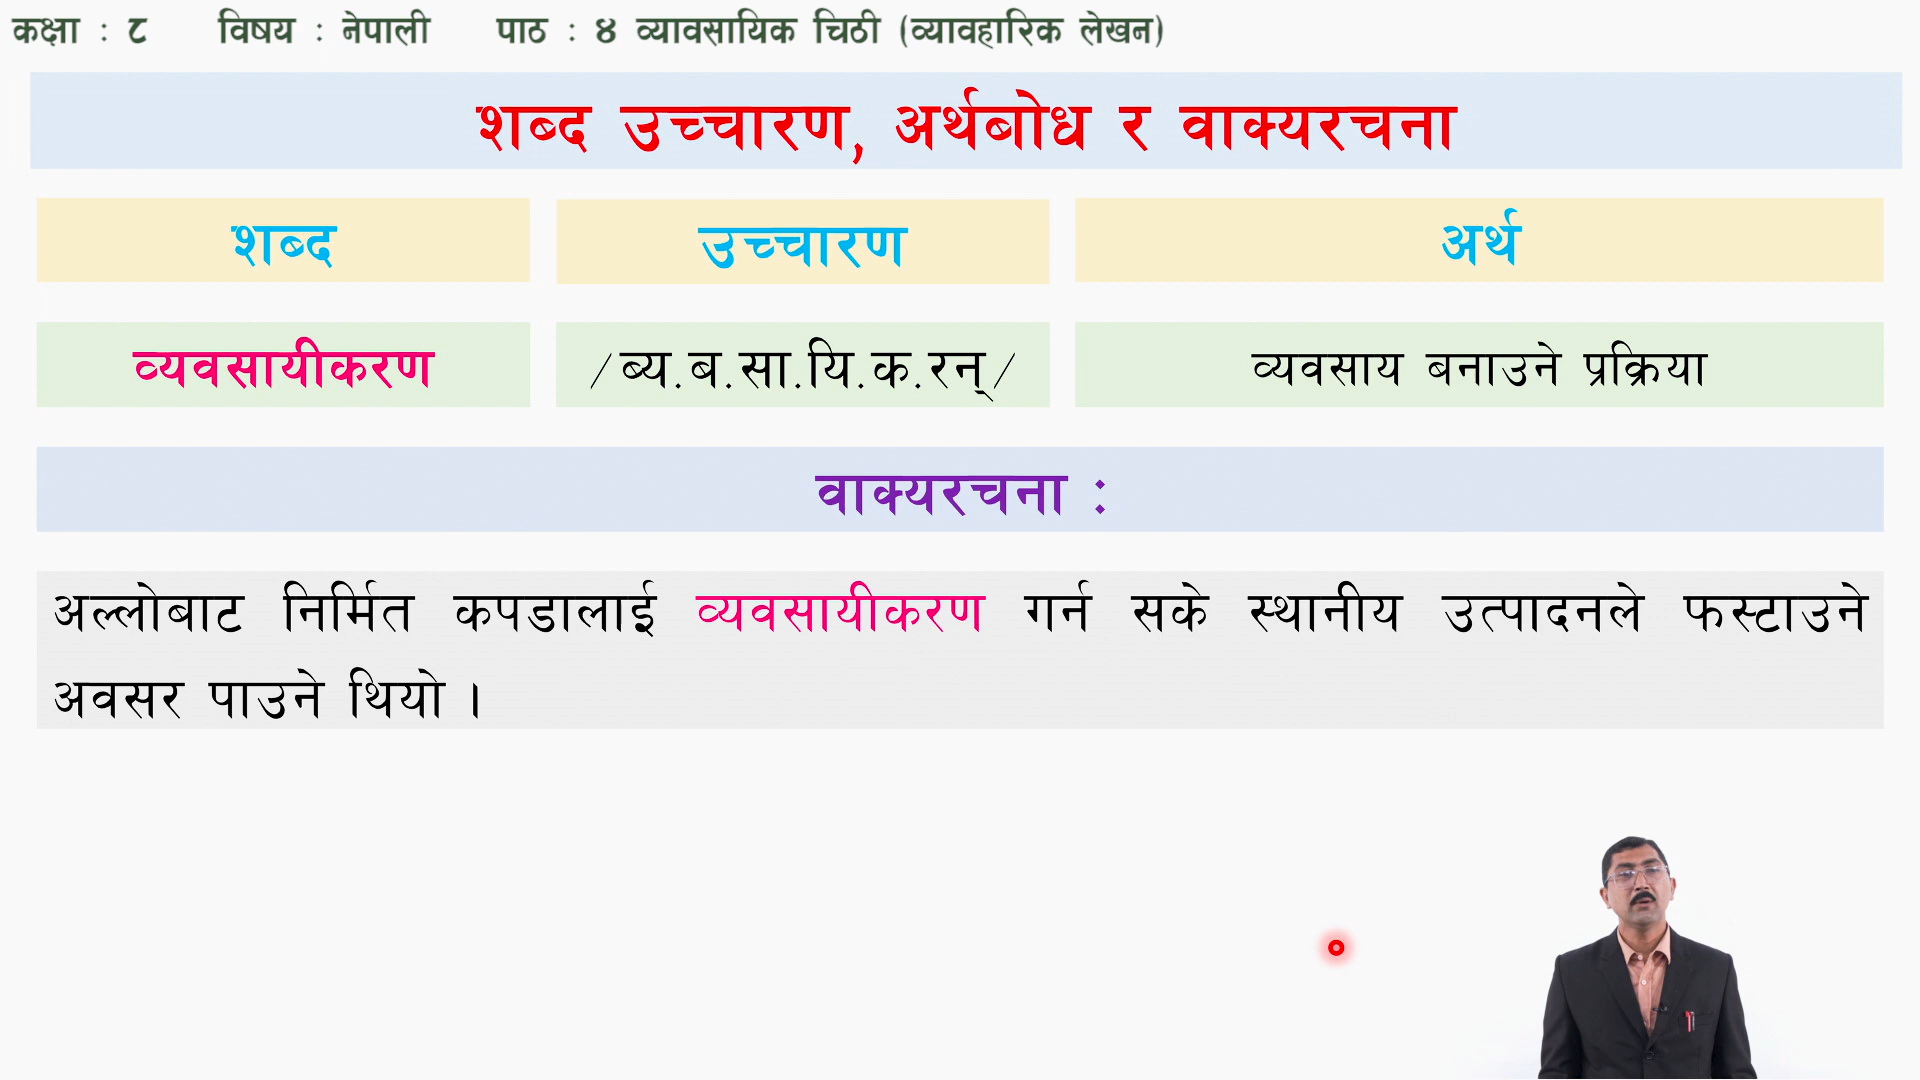 कक्षा : ८ विषय : नेपाली पाठ : ४ व्यावसायिक चिठी (व्यावहारिक लेखन)
शब्द उच्चारण, अर्थबोध र वाक्यरचना
शब्द उच्चारण अर्थ
व्यवसायीकरण /ब्य.ब.सा.यि.क.रन्/ व्यवसाय बनाउने प्रक्रिया
वाक्यरचना :
अल्लोबाट निर्मित कपडालाई व्यवसायीकरण गर्न सके स्थानीय उत्पादनले फस्टाउने
अवसर पाउने थियो ।